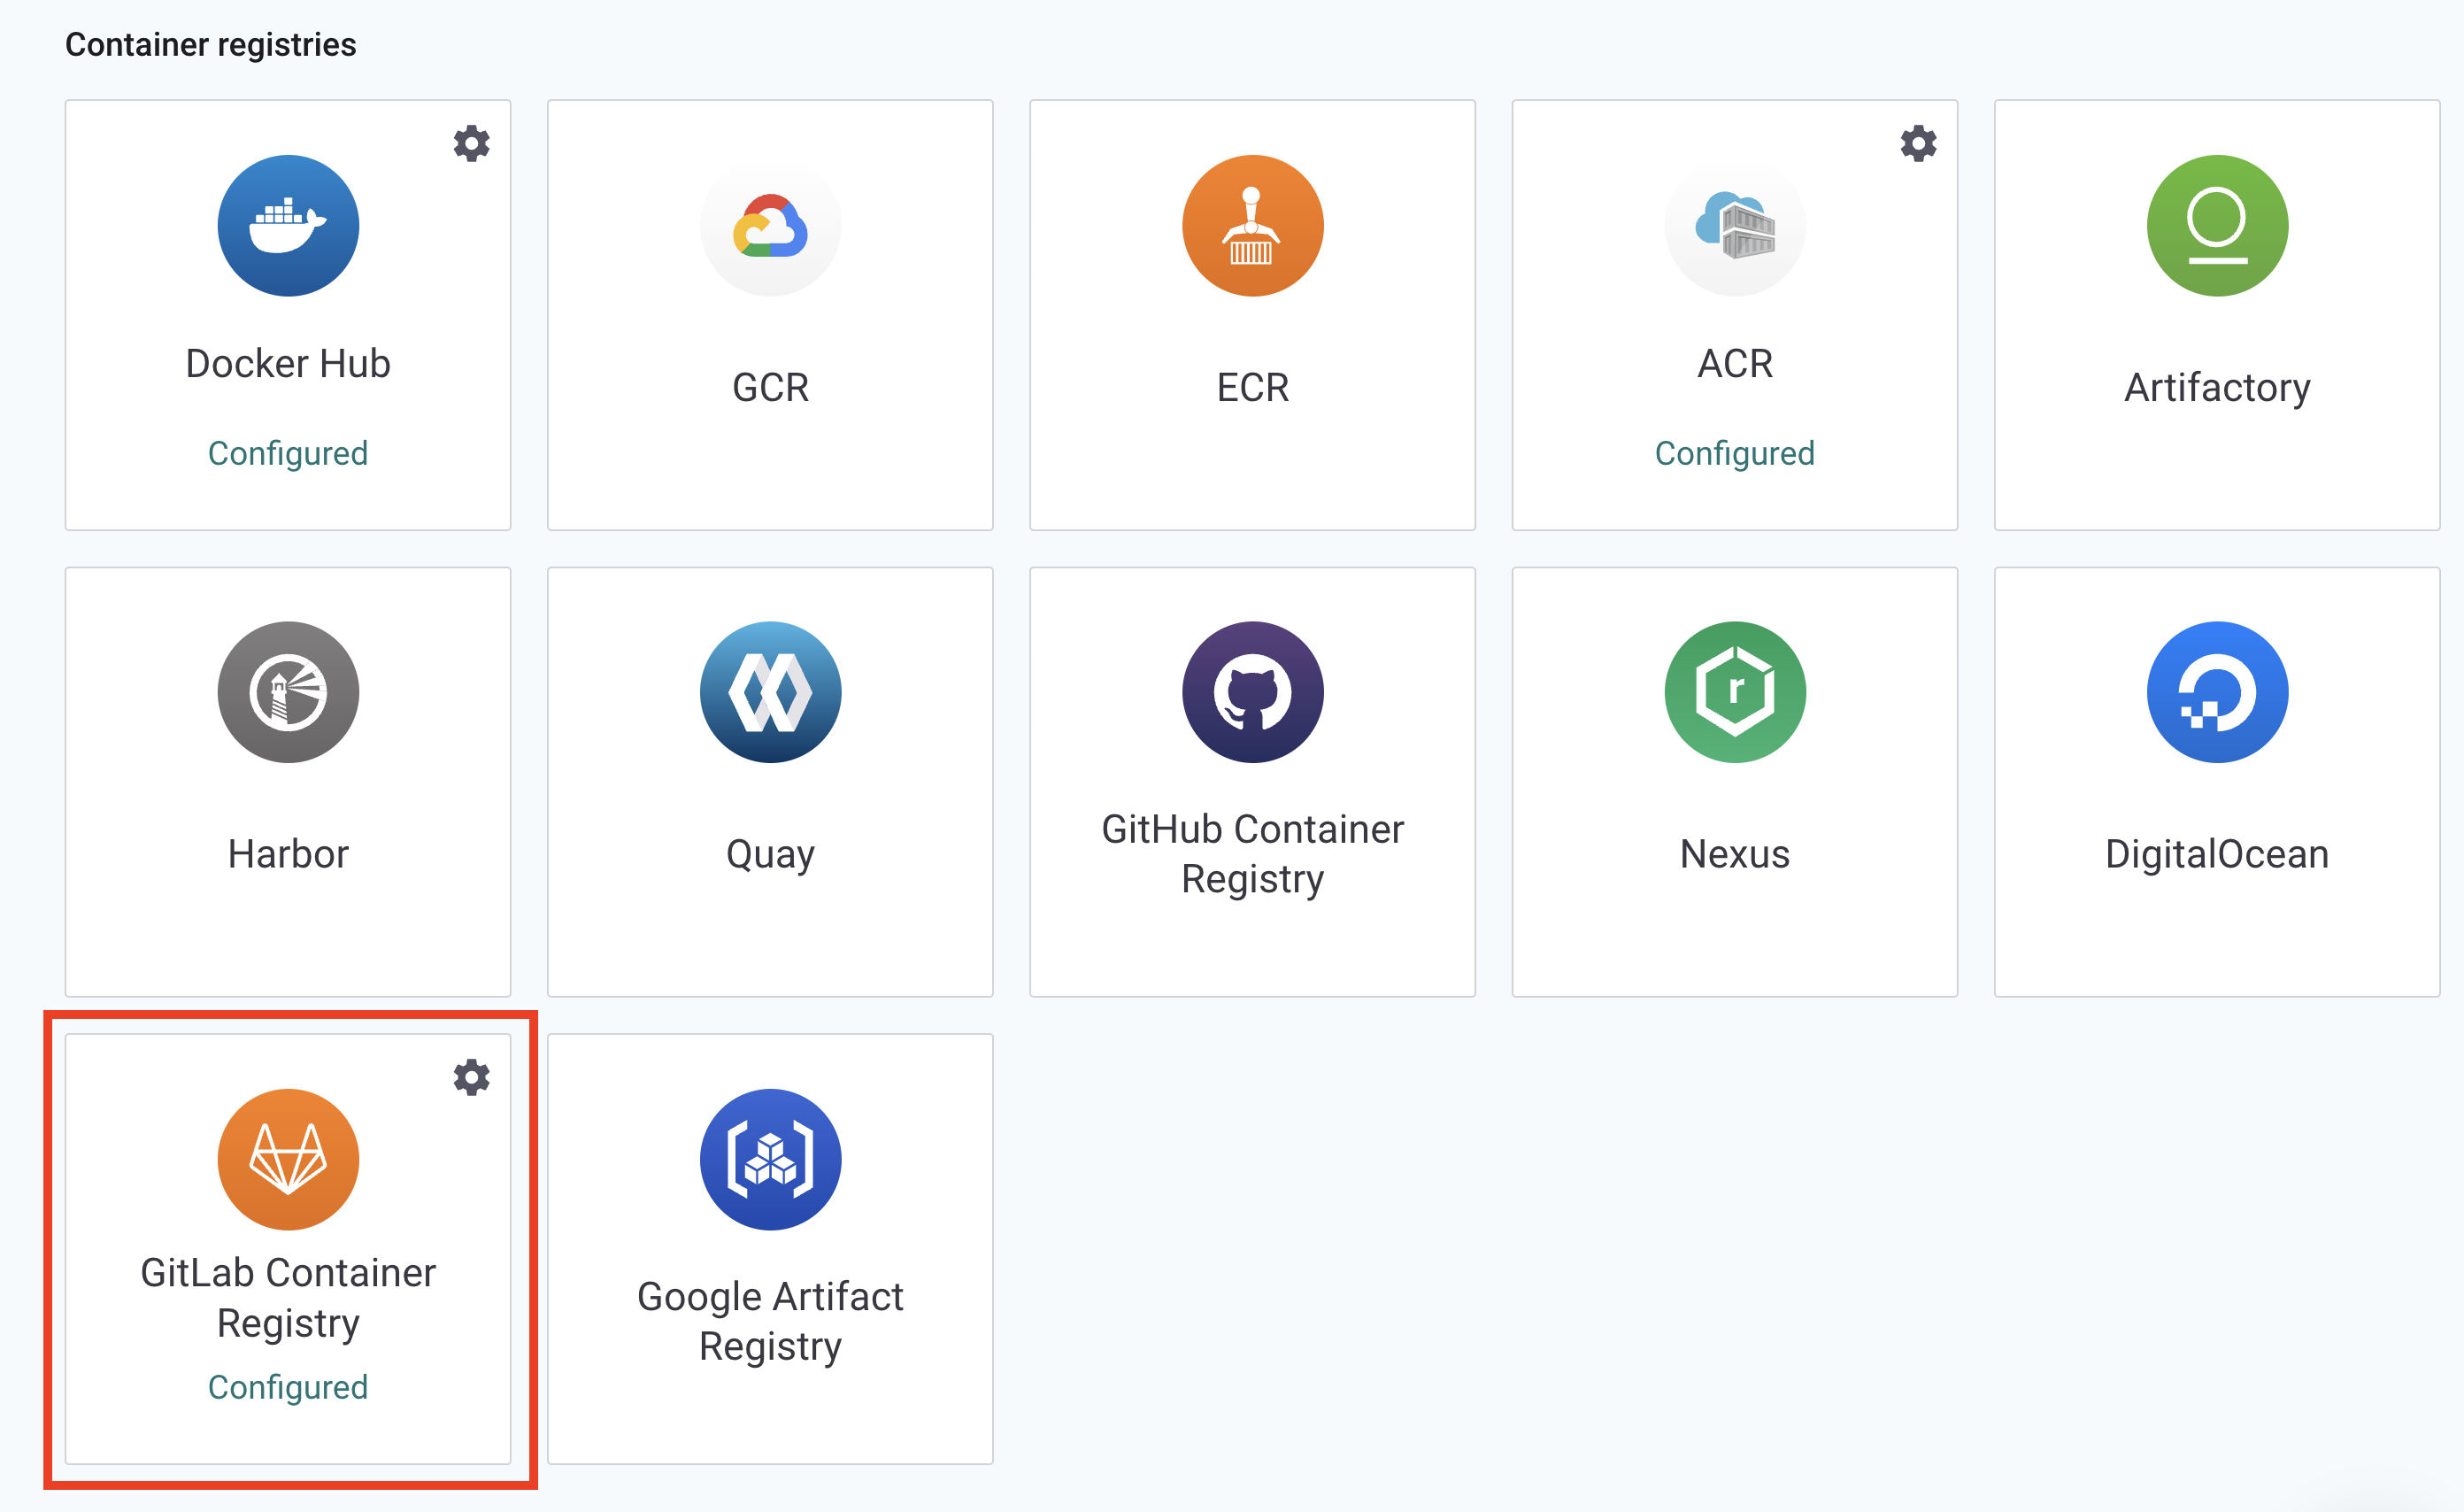 Container registries
Docker Hub
Configured
GCR
ECR
ACR
Configured
Artifactory
Harbor
Quay
GitHub Container
Registry
r
Nexus
DigitalOcean
GitLab Container
Registry
Configured
Google Artifact
Registry